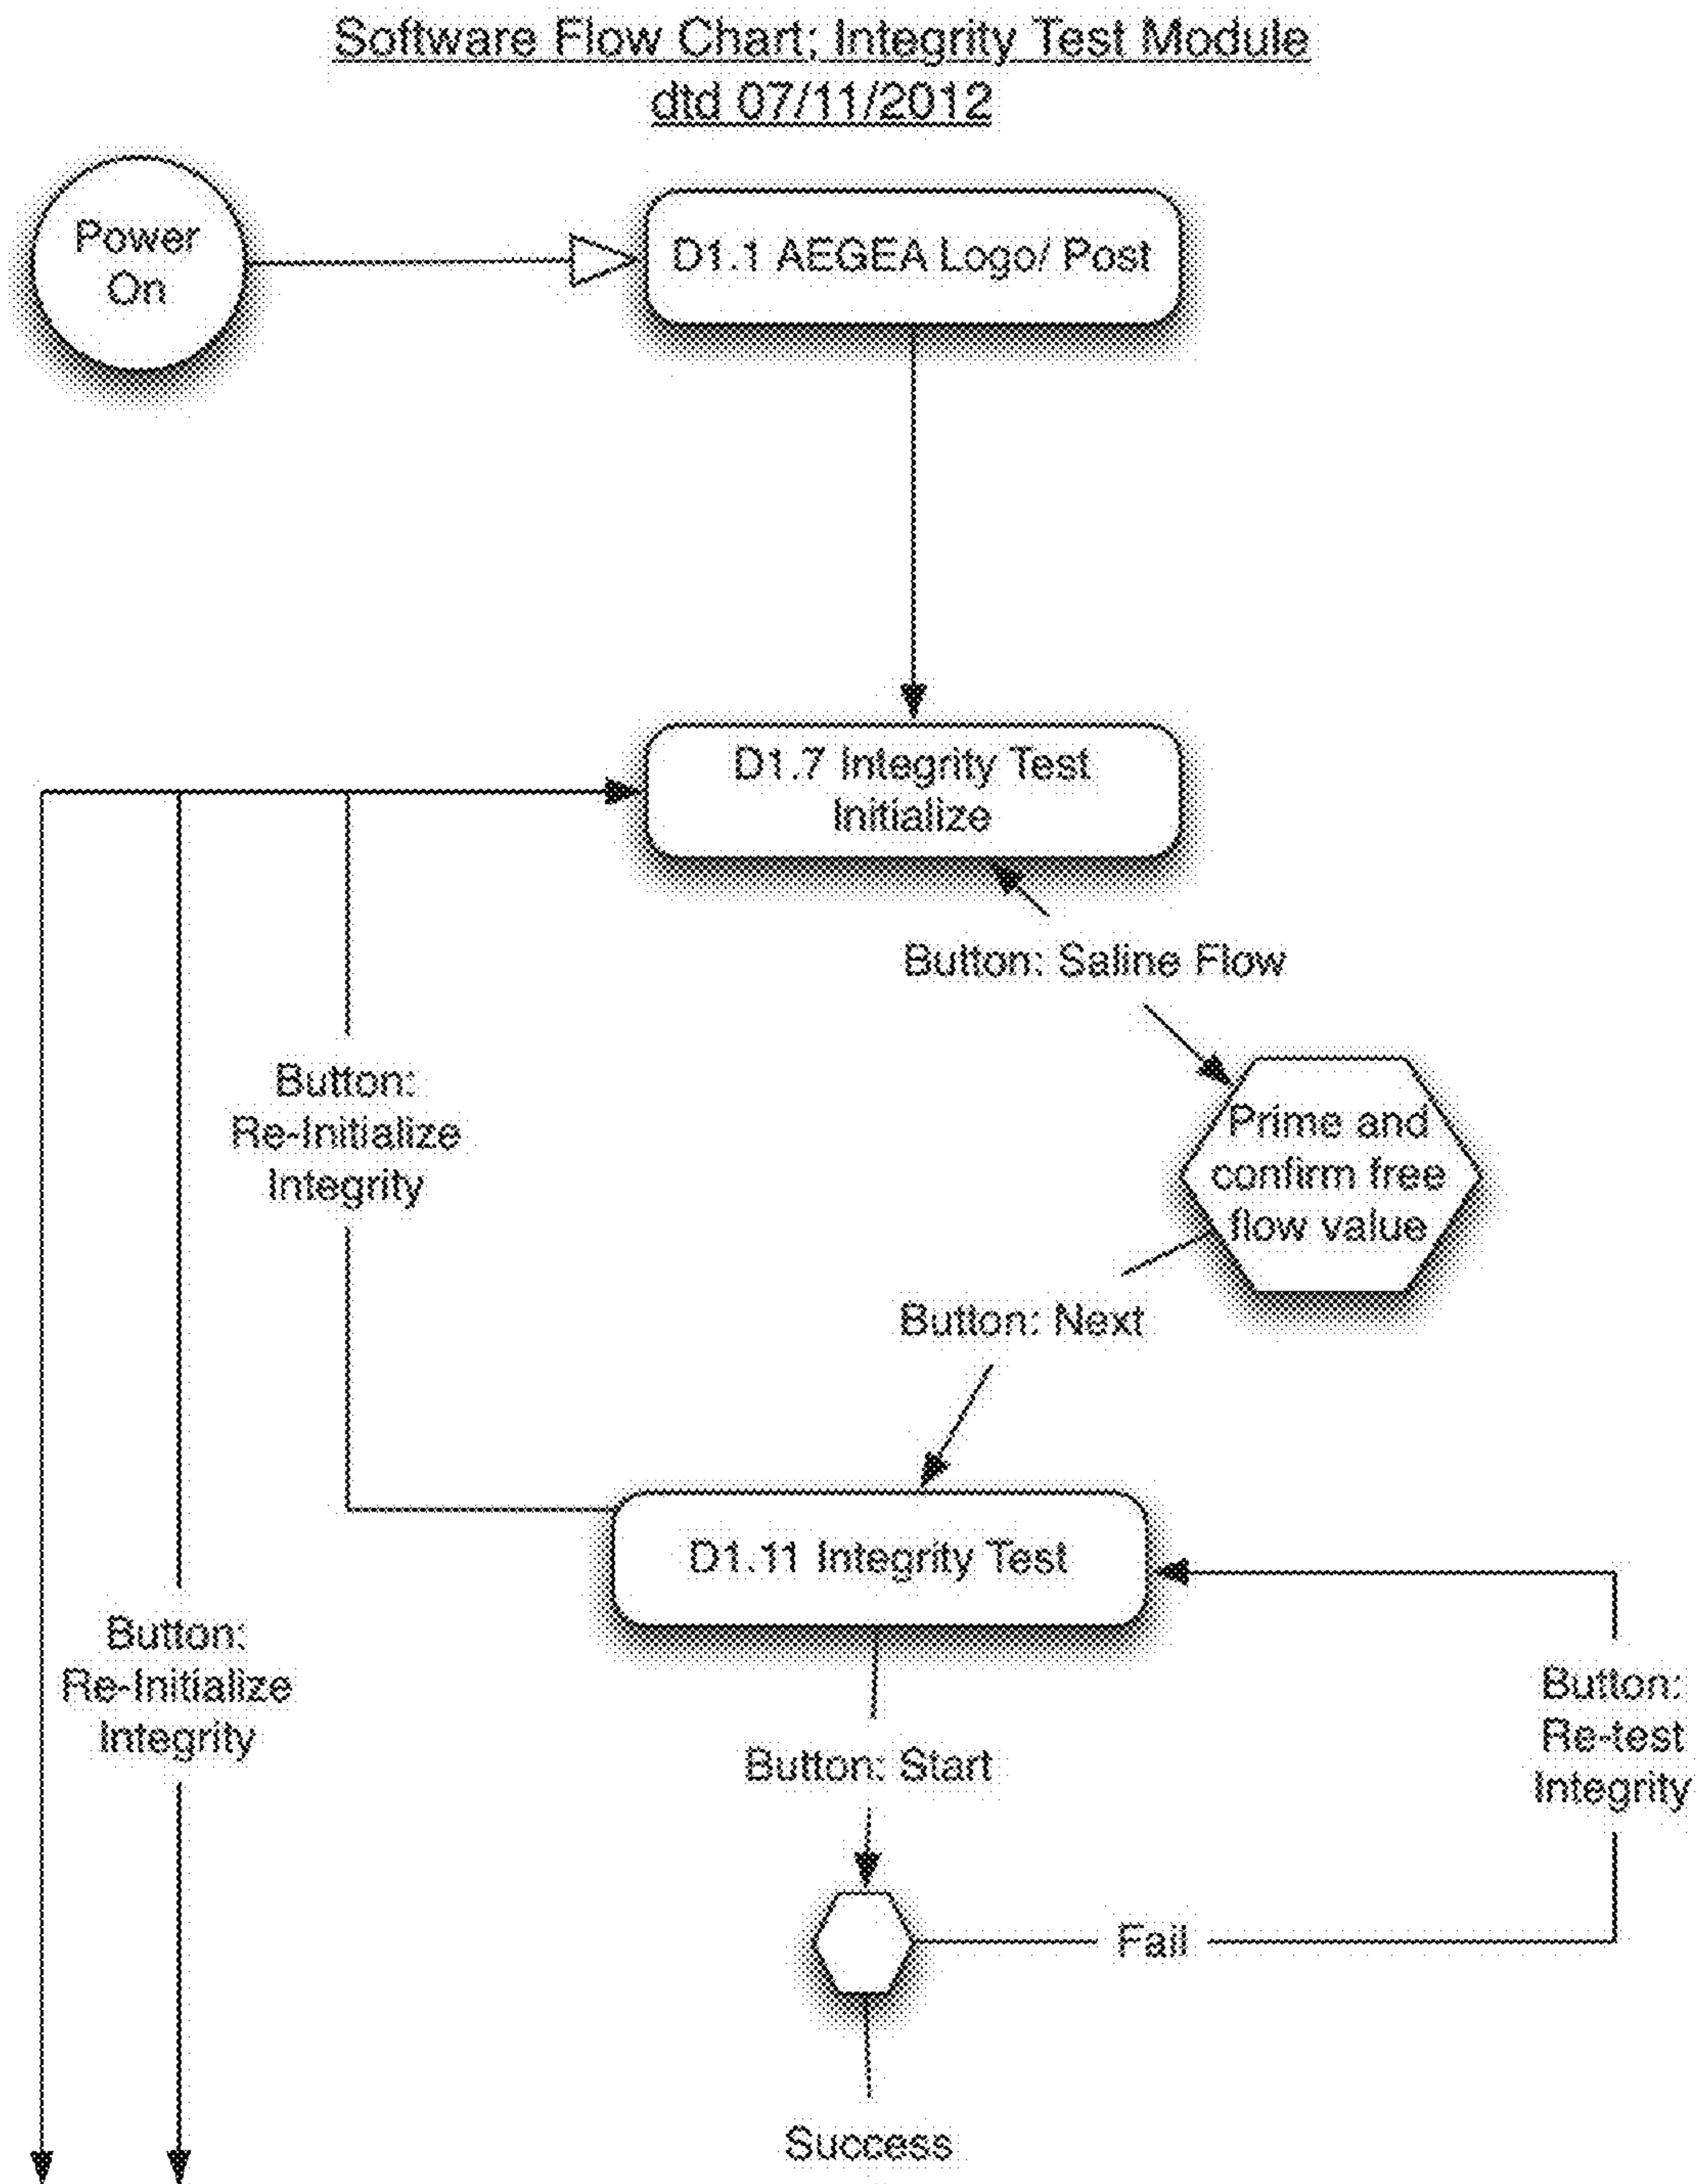 Software Flow Chart; Integrity Test Module
dtd 07/11/2012
Power
On
D1.1 AEGEA Logo/ Post
D1.7 Integrity Test
Initialize
Button: Saline Flow
Button:
Re-Initialize
Integrity
Prime and
confirm free
flow value
Button: Next
D1.11 Integrity Test
Button:
Re-Initialize
Integrity
Button:
Re-test
Integrity
Button: Start
Fail
Success